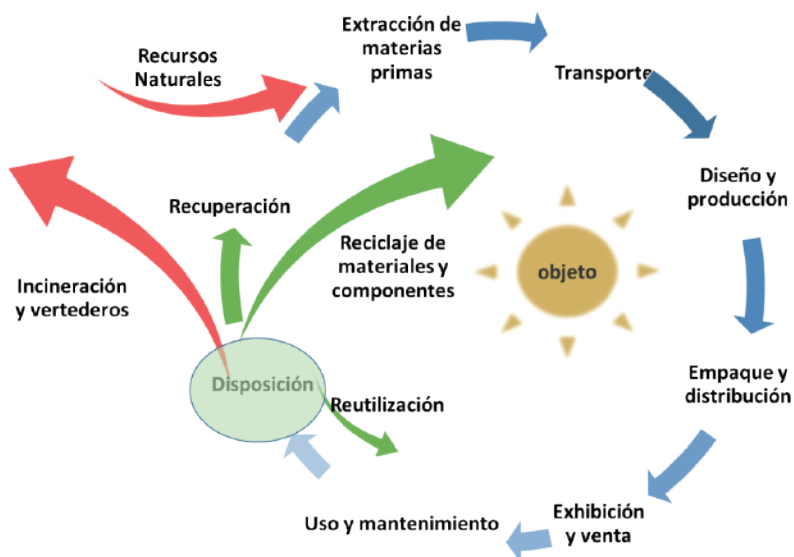 Extracción de
materias
primas
Recursos
Naturales
Transporte
Diseño y
producción
Recuperación
Reciclaje de
materiales y
componentes
objeto
Incineración
y vertederos
Empaque y
distribución
Disposición
Reutilización
Exhibición
y venta
Uso y mantenimiento